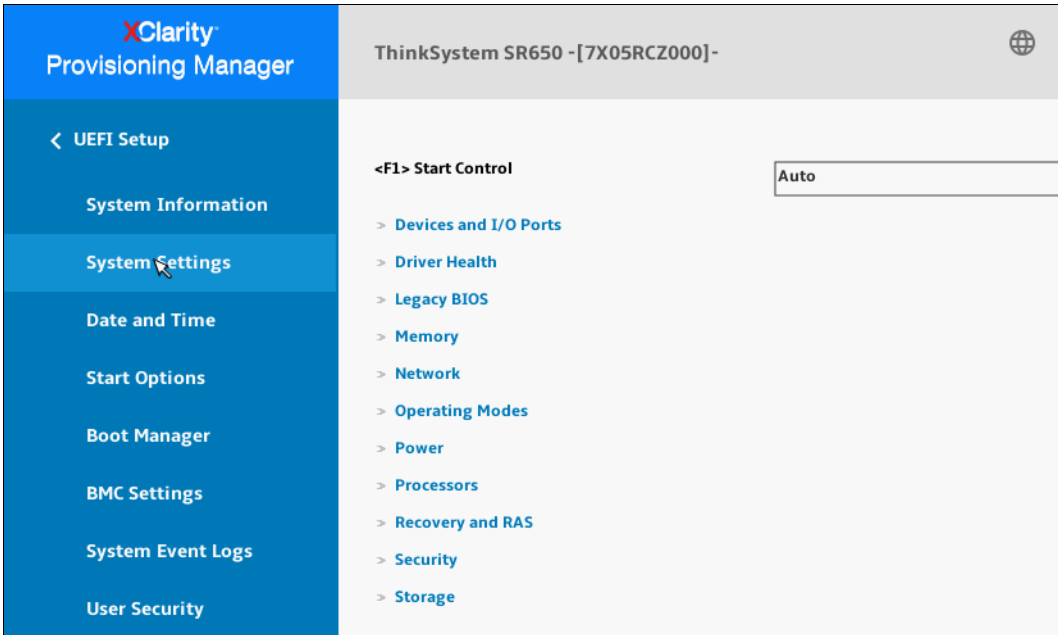 XClarity
Provisioning Manager
ThinkSystem SR650 -[7X05RCZ000]-
UEFI Setup
System Information
System Settings
Date and Time
Start Options
Boot Manager
BMC Settings
System Event Logs
User Security
<F1> Start Control
Auto
Devices and I/O Ports
Driver Health
Legacy BIOS
Memory
Network
Operating Modes
Power
Processors
Recovery and RAS
Security
Storage